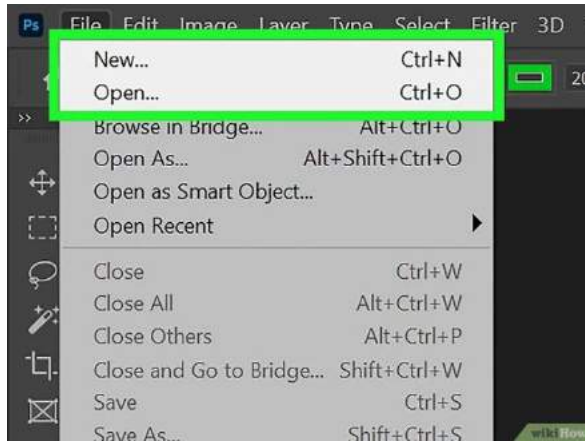 Ps File Edit Image Layer Type Select Filter 3D
New... Ctrl+N
Open... Ctrl+O
20
>>
Browse in Bridge... Alt+Ctrl+O
Open As... Alt+Shift+Ctrl+O
Open as Smart Object...
Open Recent
Close Ctrl+W
Close All Alt+Ctrl+W
Close Others Alt+Ctrl+P
Close and Go to Bridge... Shift+Ctrl+W
Save Ctrl+S
Save As... Shift+Ctrl+S
wikiHow